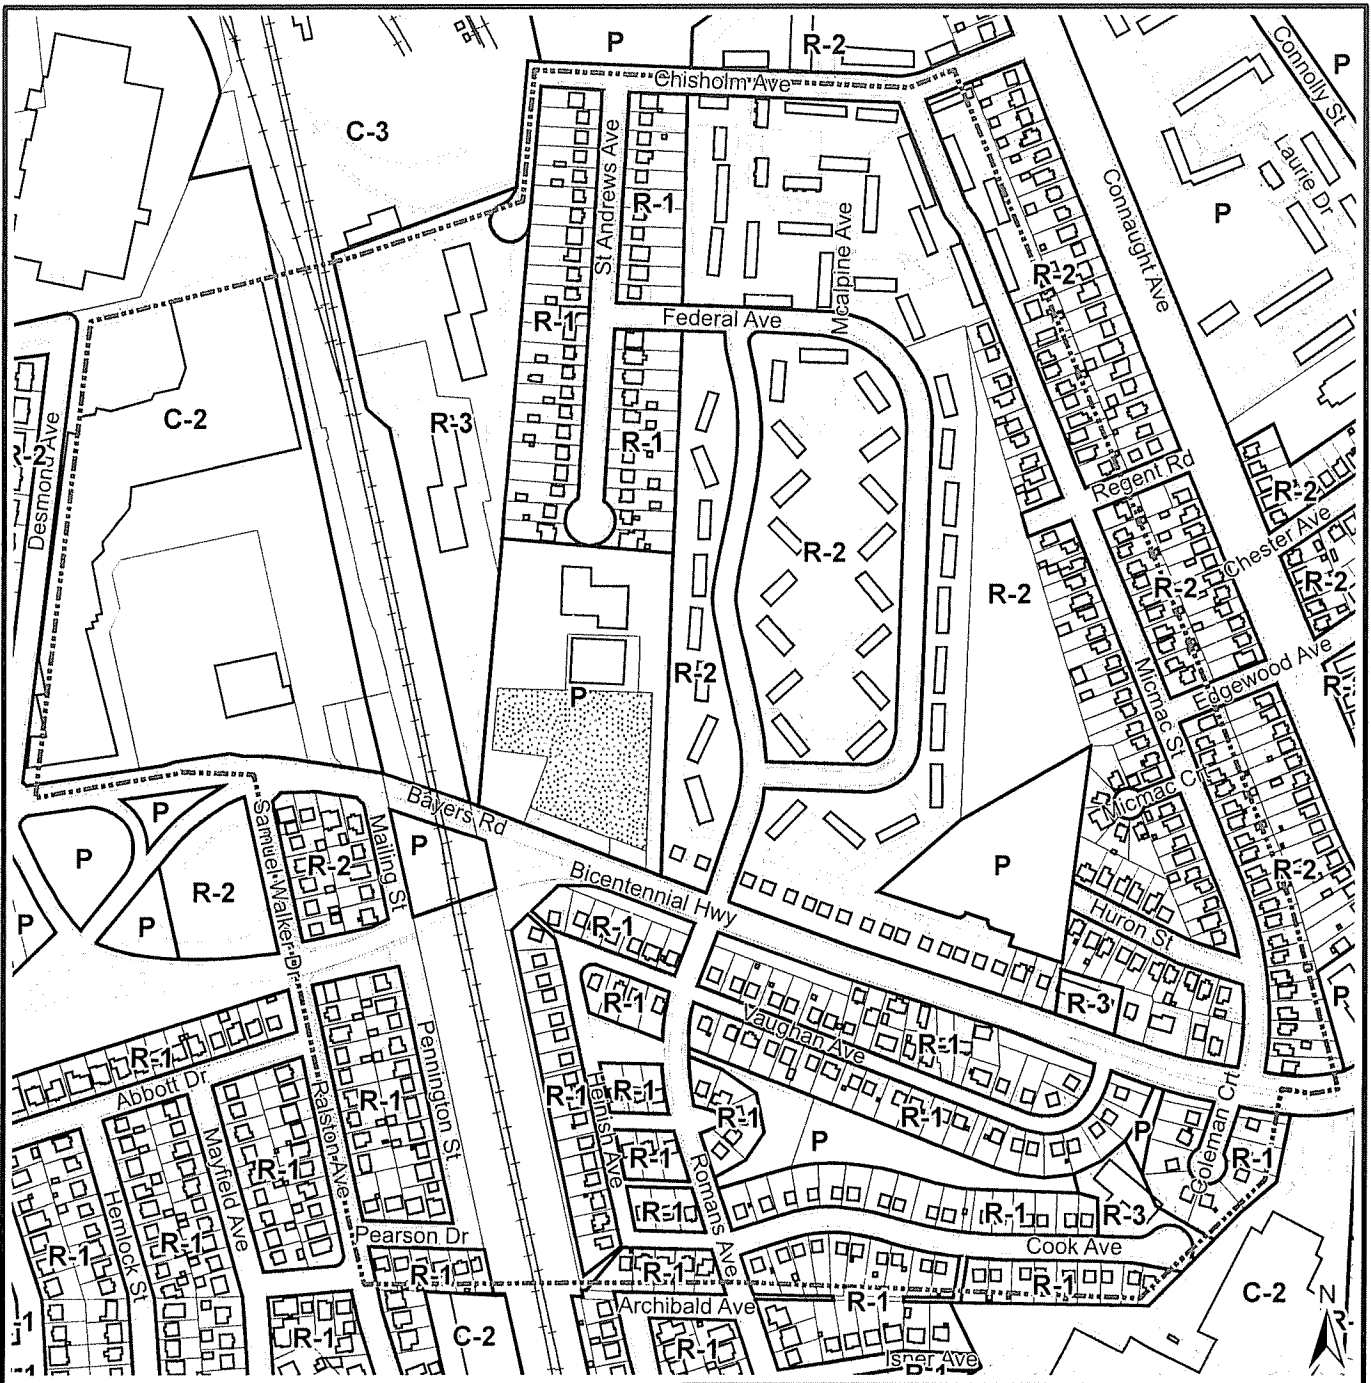 P
R-2
P
Connolly St
Chisholm Ave
C-3
St Andrews Ave
R-1
Mcalpine Ave
Connaught Ave
Laurie Dr
P
R-2
R-1
Federal Ave
C-2
R-3
R-1
R-2
Desmond Ave
Regent Rd
R-2
Chester Ave
R-2
R-2
R-2
R-2
R-2
P
Micmac St
Edgewood Ave
Micmac Crt
Bayers Rd
P
P
R-2
Samuel Walker Dr
R-2
Mailing St
P
P
P
Bicentennial Hwy
R-1
P
R-2
Huron St
R-1
R-3
P
Vaughan Ave
R-1
R-1
Abbott Dr
Ralston Ave
R-1
Pennington St
R-1
Heinish Ave
R-1
R-1
R-1
P
P
Coleman Crt
R-1
R-1
Hemlock St
R-1
Mayfield Ave
R-1
R-1
R-1
Romans Ave
R-1
R-3
Cook Ave
Pearson Dr
R-1
R-1
R-1
Archibald Ave
R-1
C-2
N
R-1
C-2
R-1
Isner Ave
R-1